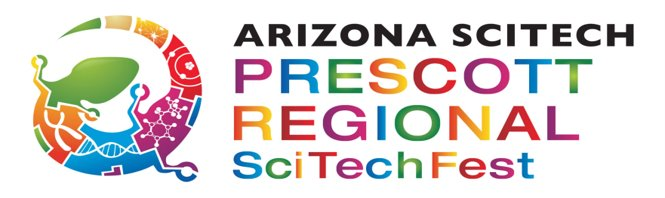 ARIZONA SCITECH
PRESCOTT
REGIONAL
SciTechFest